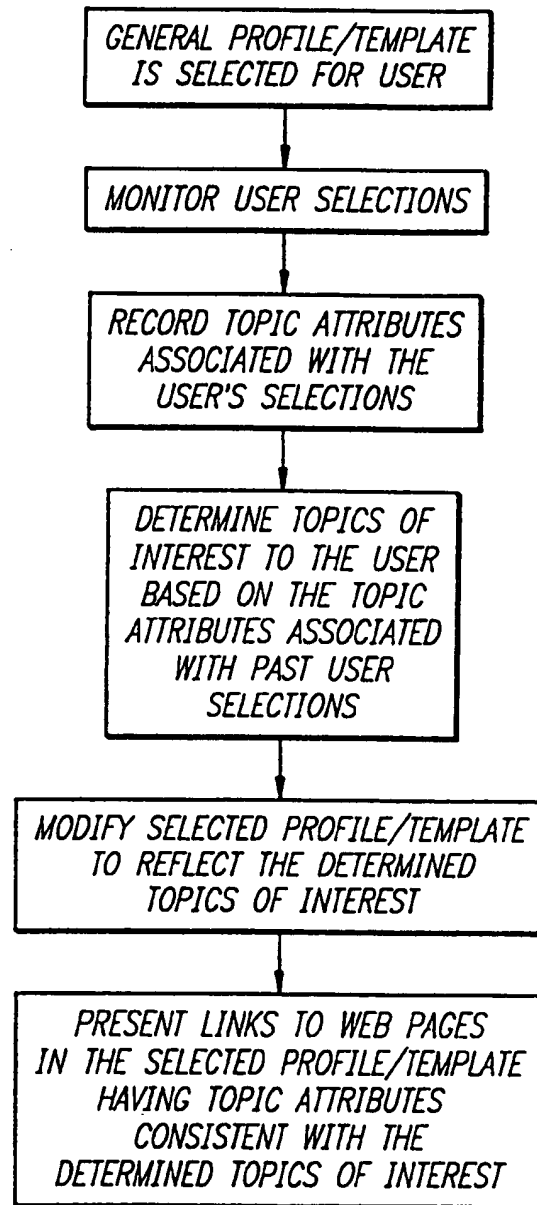 GENERAL PROFILE/TEMPLATE
IS SELECTED FOR USER
MONITOR USER SELECTIONS
RECORD TOPIC ATTRIBUTES
ASSOCIATED WITH THE
USER'S SELECTIONS
DETERMINE TOPICS OF
INTEREST TO THE USER
BASED ON THE TOPIC
ATTRIBUTES ASSOCIATED
WITH PAST USER
SELECTIONS
MODIFY SELECTED PROFILE/TEMPLATE
TO REFLECT THE DETERMINED
TOPICS OF INTEREST
PRESENT LINKS TO WEB PAGES
IN THE SELECTED PROFILE/TEMPLATE
HAVING TOPIC ATTRIBUTES
CONSISTENT WITH THE
DETERMINED TOPICS OF INTEREST